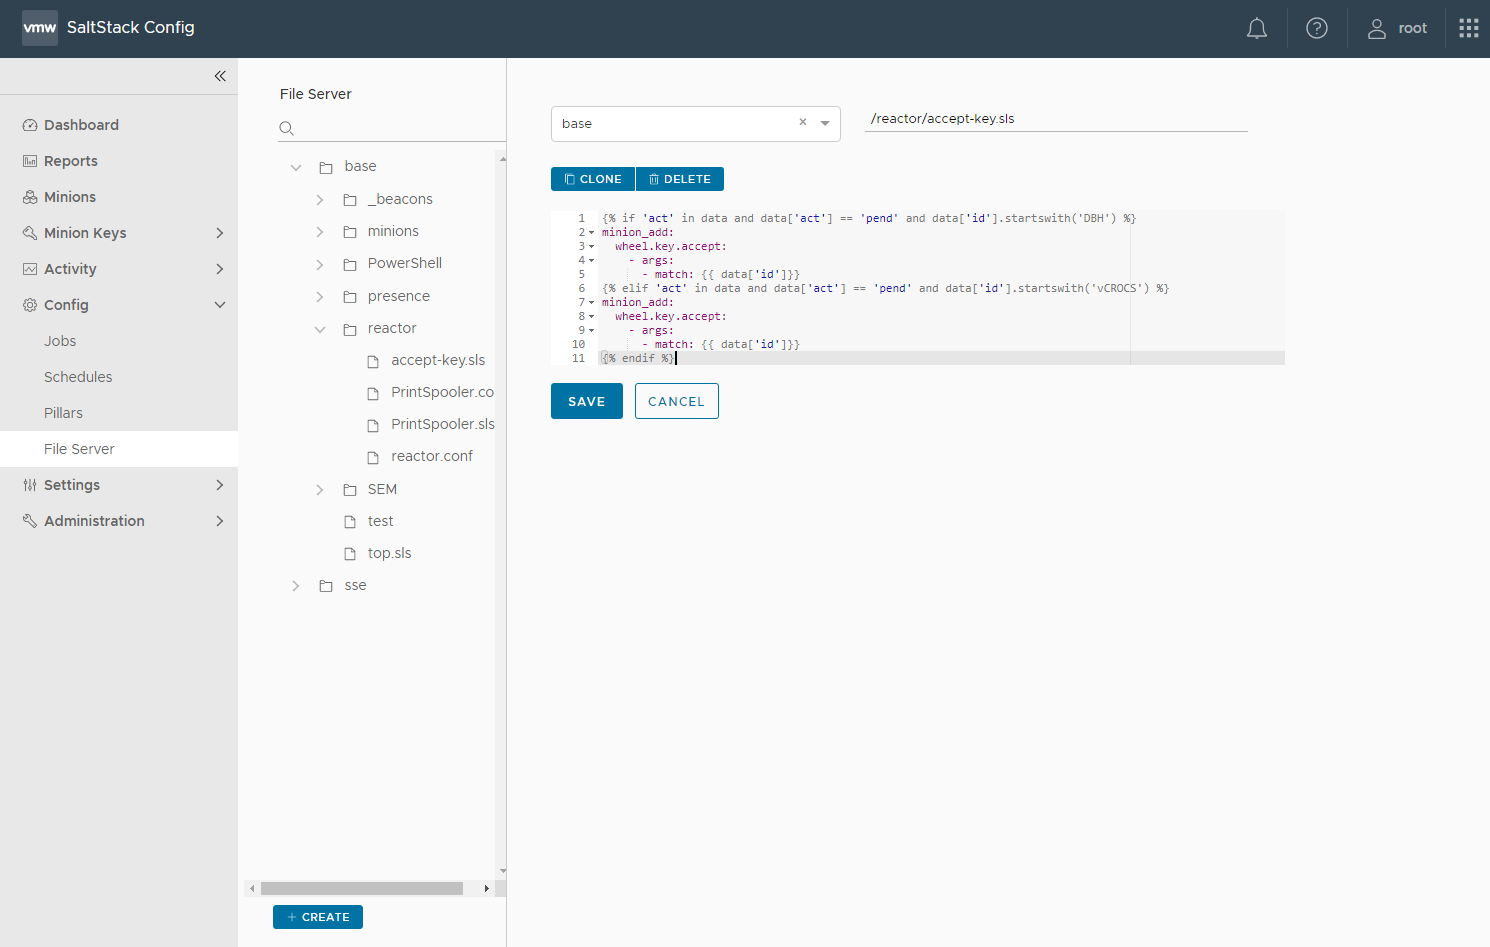 vmw SaltStack Config
root
Dashboard
Reports
Minions
Minion Keys
Activity
Config
Jobs
Schedules
Pillars
File Server
Settings
Administration
File Server
base
_beacons
minions
PowerShell
presence
reactor
accept-key.sls
PrintSpooler.co
PrintSpooler.sls
reactor.conf
SEM
test
top.sls
sse
+ CREATE
base × 
/reactor/accept-key.sls
CLONE DELETE
1 {% if 'act' in data and data['act'] == 'pend' and data['id'].startswith('DBH') %}
2 minion_add:
3   wheel.key.accept:
4     - args:
5       - match: {{ data['id']}}
6 {% elif 'act' in data and data['act'] == 'pend' and data['id'].startswith('vCROCS') %}
7 minion_add:
8   wheel.key.accept:
9     - args:
10       - match: {{ data['id']}}
11 {% endif %}
SAVE CANCEL